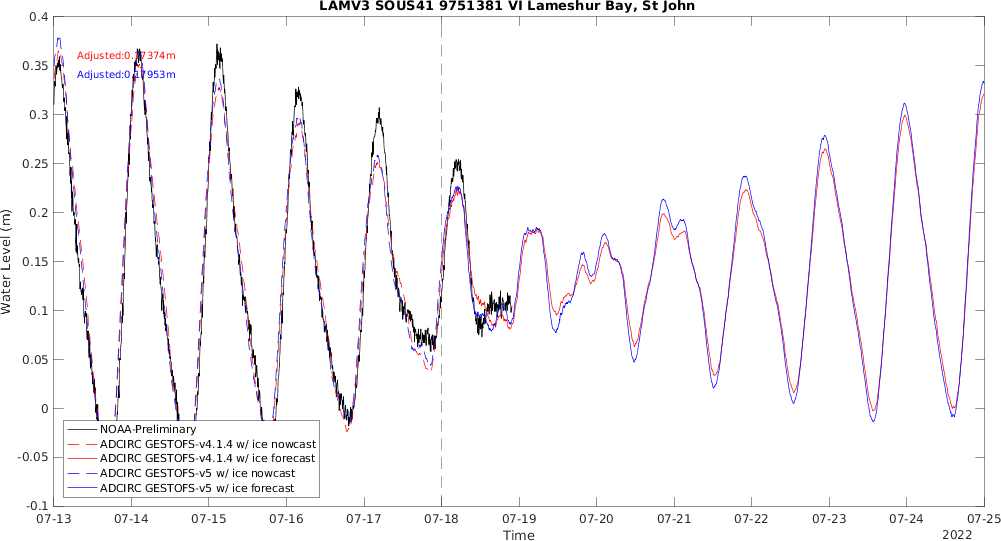 LAMV3 SOUS41 9751381 VI Lameshur Bay, St John
0.4
0.35
0.3
0.25
0.2
0.15
0.1
0.05
0
-0.05
-0.1
Water Level (m)
Adjusted:0.17374m
Adjusted:0.17953m
NOAA-Preliminary
ADCIRC GESTOFS-v4.1.4 w/ ice nowcast
ADCIRC GESTOFS-v4.1.4 w/ ice forecast
ADCIRC GESTOFS-v5 w/ ice nowcast
ADCIRC GESTOFS-v5 w/ ice forecast
07-13 07-14 07-15 07-16 07-17 07-18 07-19 07-20 07-21 07-22 07-23 07-24 07-25
Time
2022